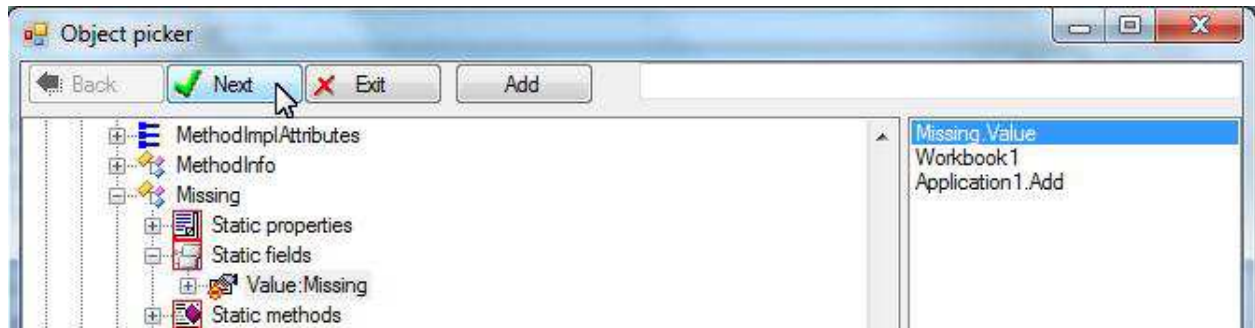 Object picker
Back Next Exit Add
MethodImplAttributes
MethodInfo
Missing
Static properties
Static fields
Value:Missing
Static methods
Missing.Value
Workbook1
Application1.Add